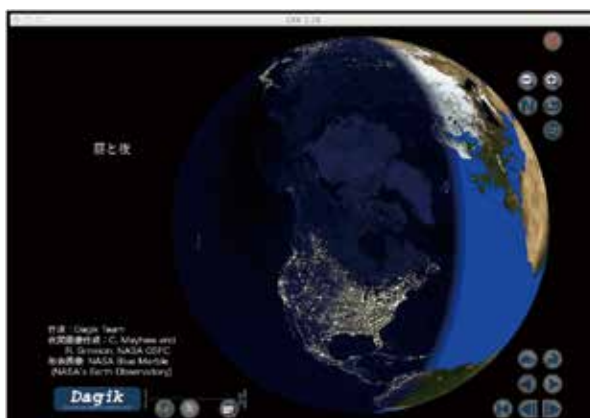 昼と夜
作成：Dagik Team
夜間画像作成：C. Mayhew and
R. Simmon, NASA GSFC
地表画像：NASA Blue Marble
(NASA's Earth Observatory)
Dagik